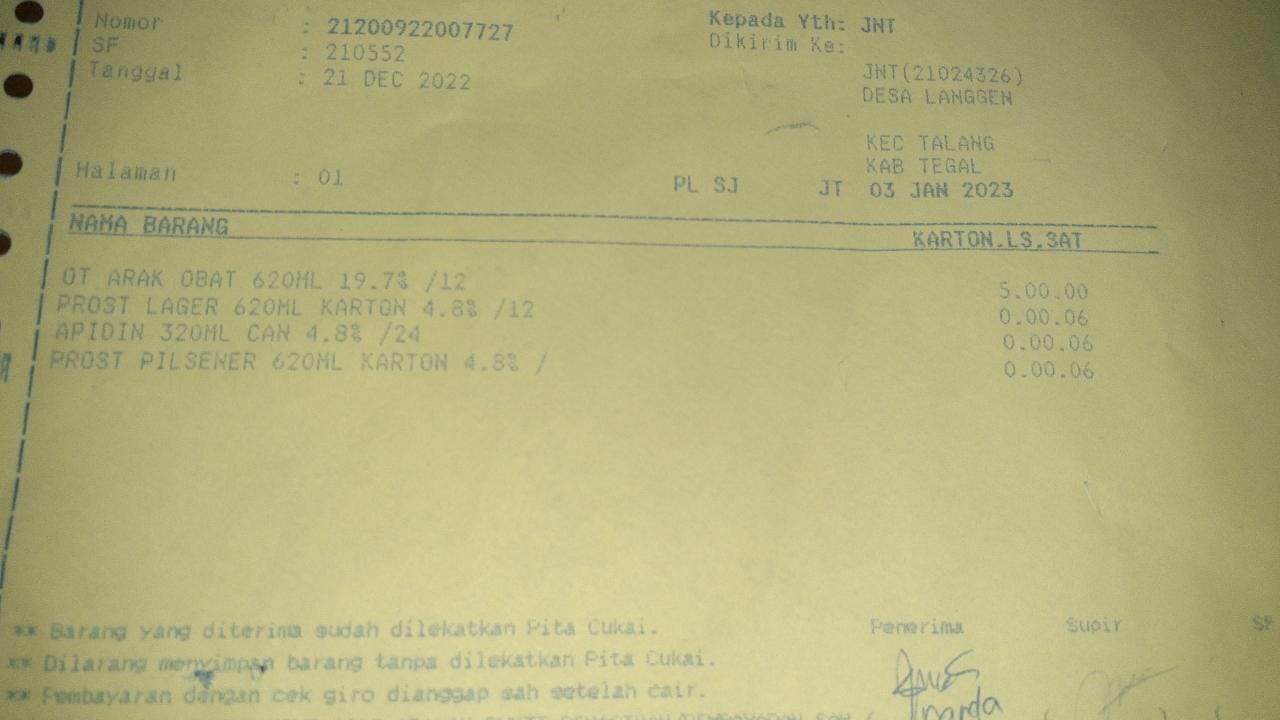 Nomor : 21200922007727 Kepada Yth: JNT
SF : 210552 Dikirim Ke:
Tanggal : 21 DEC 2022 JNT(21024326)
DESA LANGGEN
KEC TALANG
KAB TEGAL
Halaman : 01 PL SJ JT 03 JAN 2023
NAMA BARANG KARTON.LS.SAT
OT ARAK OBAT 620ML 19.7% /12 5.00.00
PROST LAGER 620ML KARTON 4.8% /12 0.00.06
APIDIN 320ML CAN 4.8% /24 0.00.06
PROST PILSENER 620ML KARTON 4.8% / 0.00.06
** Barang yang diterima sudah dilekatkan Pita Cukai. Penerima Supir SF
** Dilarang menyimpan barang tanpa dilekatkan Pita Cukai.
** Pembayaran dengan cek giro dianggap sah setelah cair.